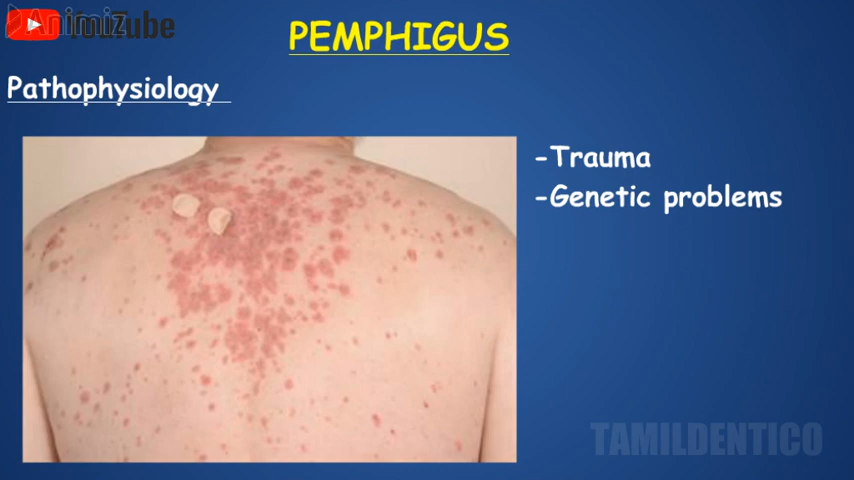 PEMPHIGUS
Pathophysiology
-Trauma
-Genetic problems
TAMILDENTICO